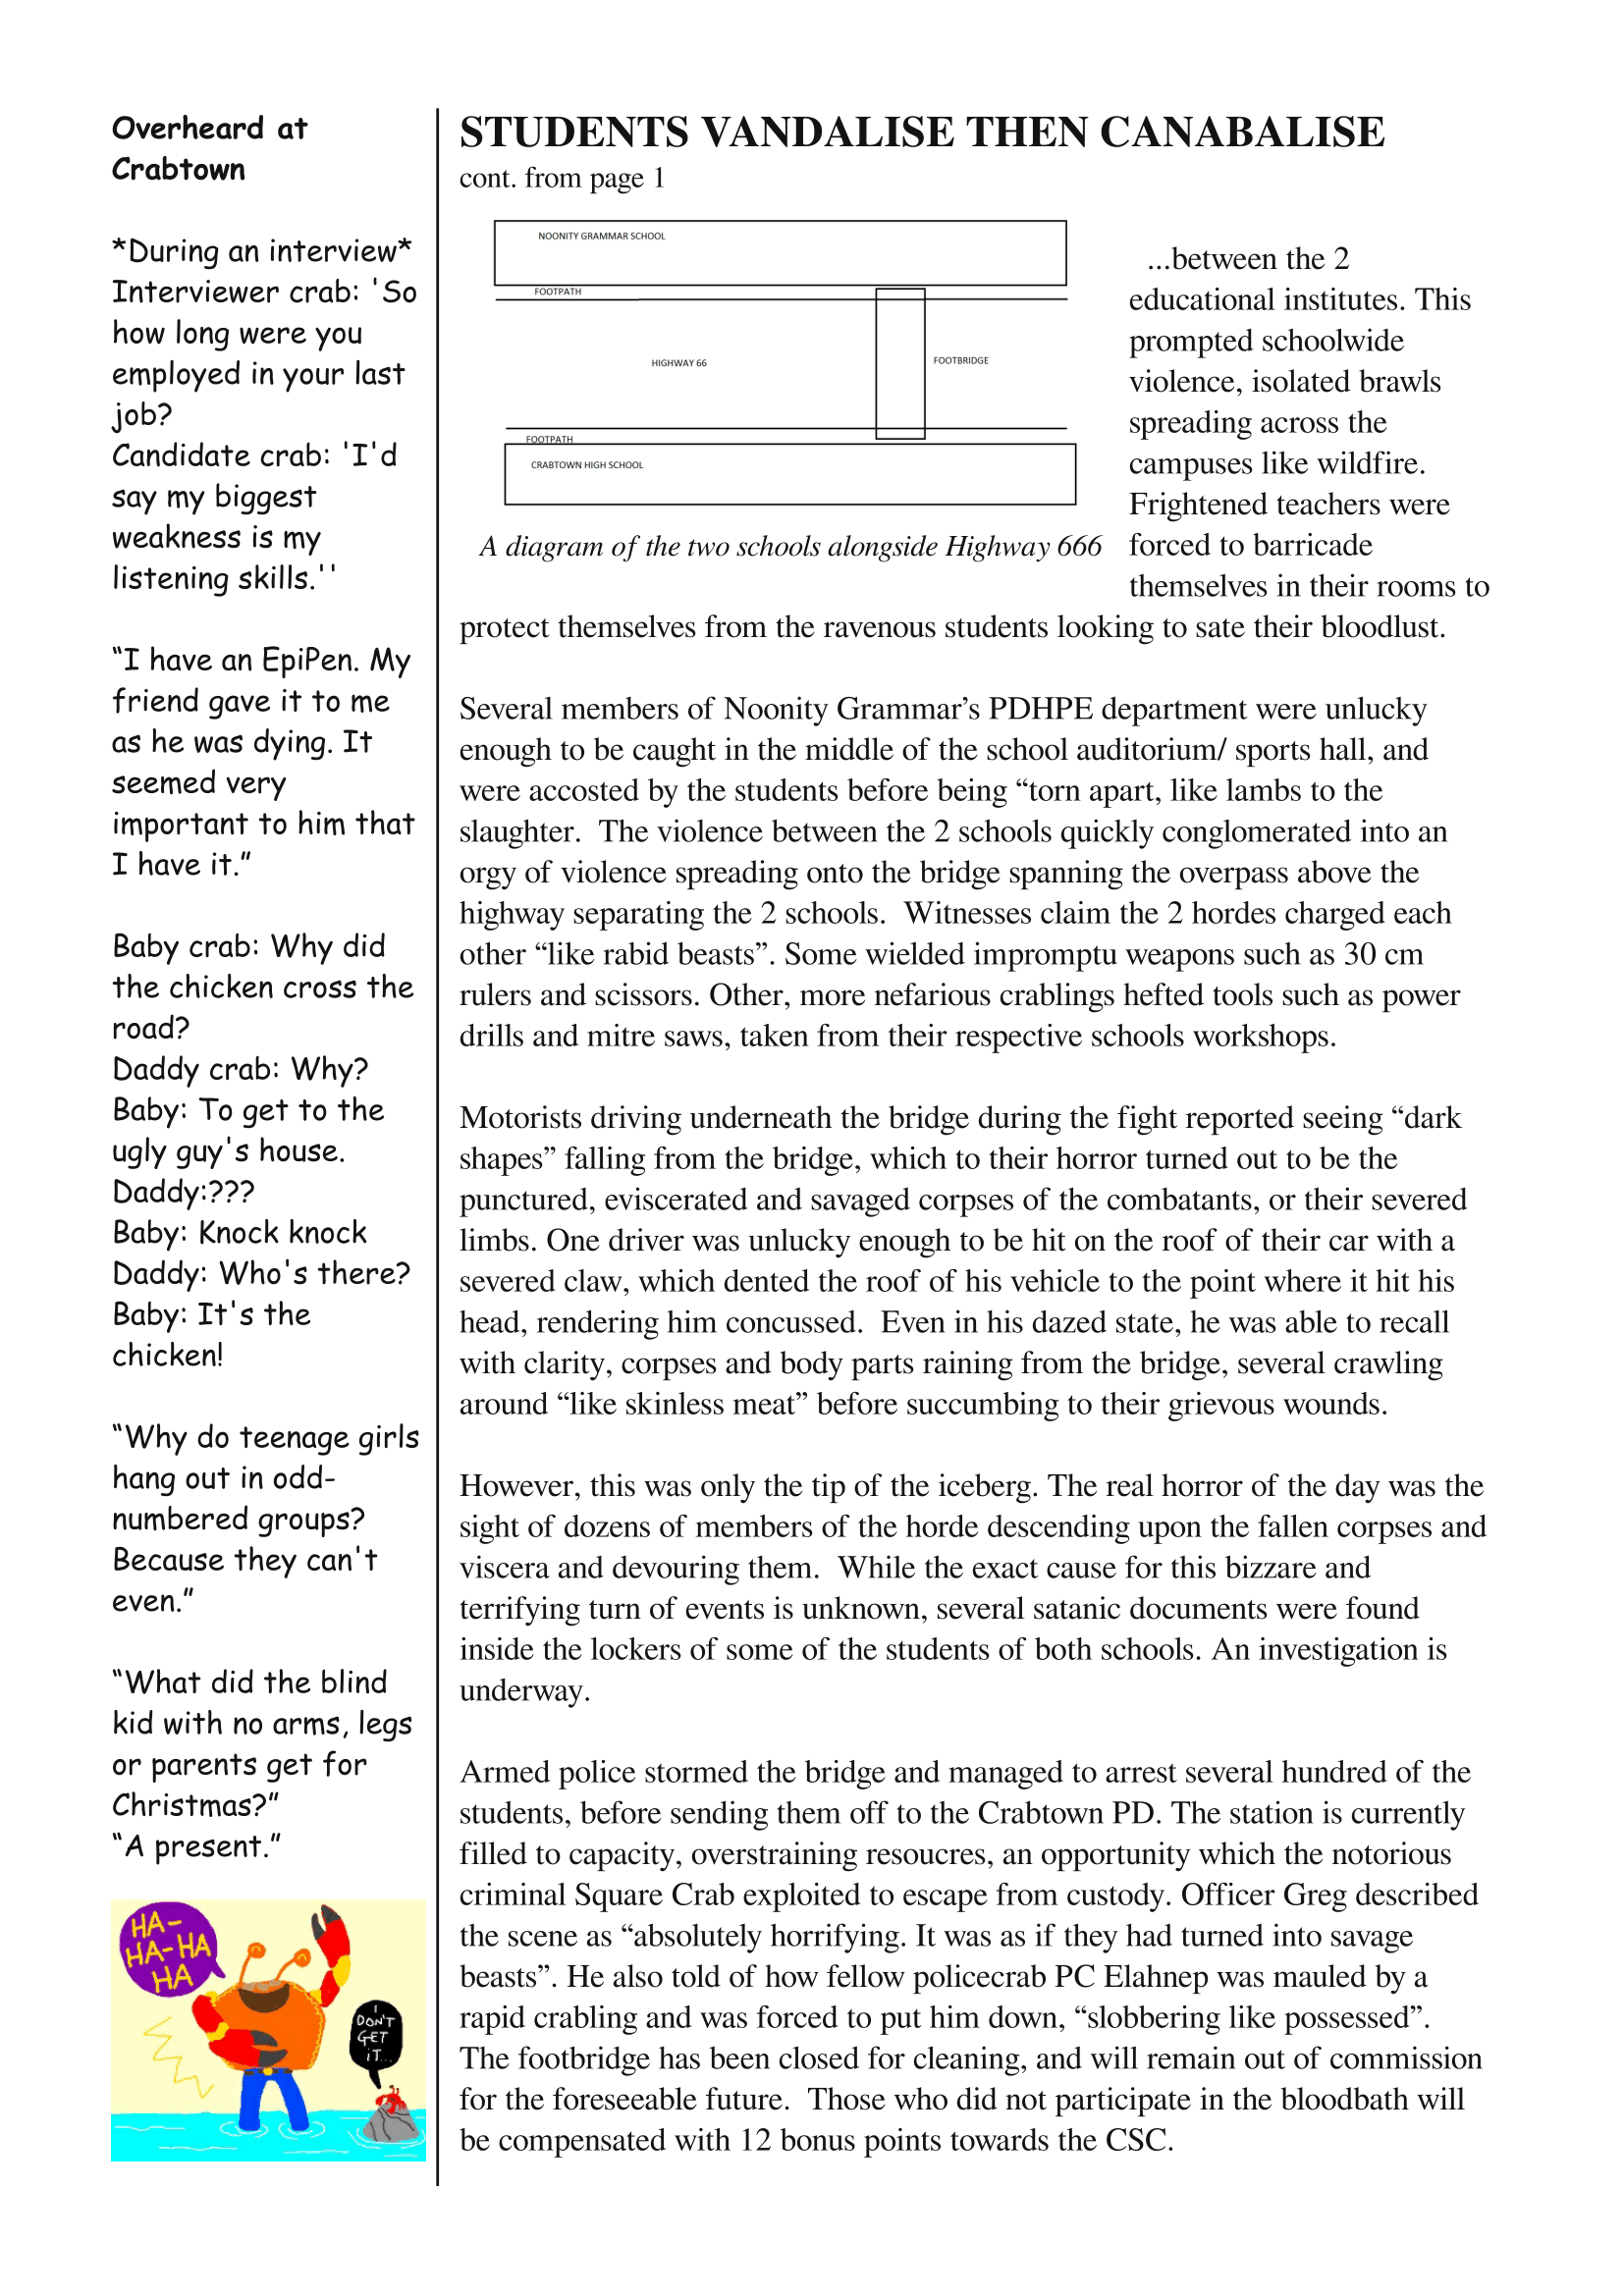 Overheard at
Crabtown
*During an interview*
Interviewer crab: 'So
how long were you
employed in your last
job?
Candidate crab: 'I'd
say my biggest
weakness is my
listening skills.''
“I have an EpiPen. My
friend gave it to me
as he was dying. It
seemed very
important to him that
I have it.”
Baby crab: Why did
the chicken cross the
road?
Daddy crab: Why?
Baby: To get to the
ugly guy's house.
Daddy:???
Baby: Knock knock
Daddy: Who's there?
Baby: It's the
chicken!
“Why do teenage girls
hang out in odd-
numbered groups?
Because they can't
even.”
“What did the blind
kid with no arms, legs
or parents get for
Christmas?”
“A present.”
HA-
HA-HA
HA
I
DON'T
GET
IT...
STUDENTS VANDALISE THEN CANABALISE
cont. from page 1
NOONITY GRAMMAR SCHOOL
FOOTPATH
HIGHWAY 66
FOOTBRIDGE
FOOTPATH
CRABTOWN HIGH SCHOOL
A diagram of the two schools alongside Highway 666
...between the 2
educational institutes. This
prompted schoolwide
violence, isolated brawls
spreading across the
campuses like wildfire.
Frightened teachers were
forced to barricade
themselves in their rooms to
protect themselves from the ravenous students looking to sate their bloodlust.
Several members of Noonity Grammar’s PDHPE department were unlucky
enough to be caught in the middle of the school auditorium/ sports hall, and
were accosted by the students before being “torn apart, like lambs to the
slaughter.  The violence between the 2 schools quickly conglomerated into an
orgy of violence spreading onto the bridge spanning the overpass above the
highway separating the 2 schools.  Witnesses claim the 2 hordes charged each
other “like rabid beasts”. Some wielded impromptu weapons such as 30 cm
rulers and scissors. Other, more nefarious crablings hefted tools such as power
drills and mitre saws, taken from their respective schools workshops.
Motorists driving underneath the bridge during the fight reported seeing “dark
shapes” falling from the bridge, which to their horror turned out to be the
punctured, eviscerated and savaged corpses of the combatants, or their severed
limbs. One driver was unlucky enough to be hit on the roof of their car with a
severed claw, which dented the roof of his vehicle to the point where it hit his
head, rendering him concussed.  Even in his dazed state, he was able to recall
with clarity, corpses and body parts raining from the bridge, several crawling
around “like skinless meat” before succumbing to their grievous wounds.
However, this was only the tip of the iceberg. The real horror of the day was the
sight of dozens of members of the horde descending upon the fallen corpses and
viscera and devouring them.  While the exact cause for this bizzare and
terrifying turn of events is unknown, several satanic documents were found
inside the lockers of some of the students of both schools. An investigation is
underway.
Armed police stormed the bridge and managed to arrest several hundred of the
students, before sending them off to the Crabtown PD. The station is currently
filled to capacity, overstraining resoucres, an opportunity which the notorious
criminal Square Crab exploited to escape from custody. Officer Greg described
the scene as “absolutely horrifying. It was as if they had turned into savage
beasts”. He also told of how fellow policecrab PC Elahnep was mauled by a
rapid crabling and was forced to put him down, “slobbering like possessed”.
The footbridge has been closed for cleaning, and will remain out of commission
for the foreseeable future.  Those who did not participate in the bloodbath will
be compensated with 12 bonus points towards the CSC.